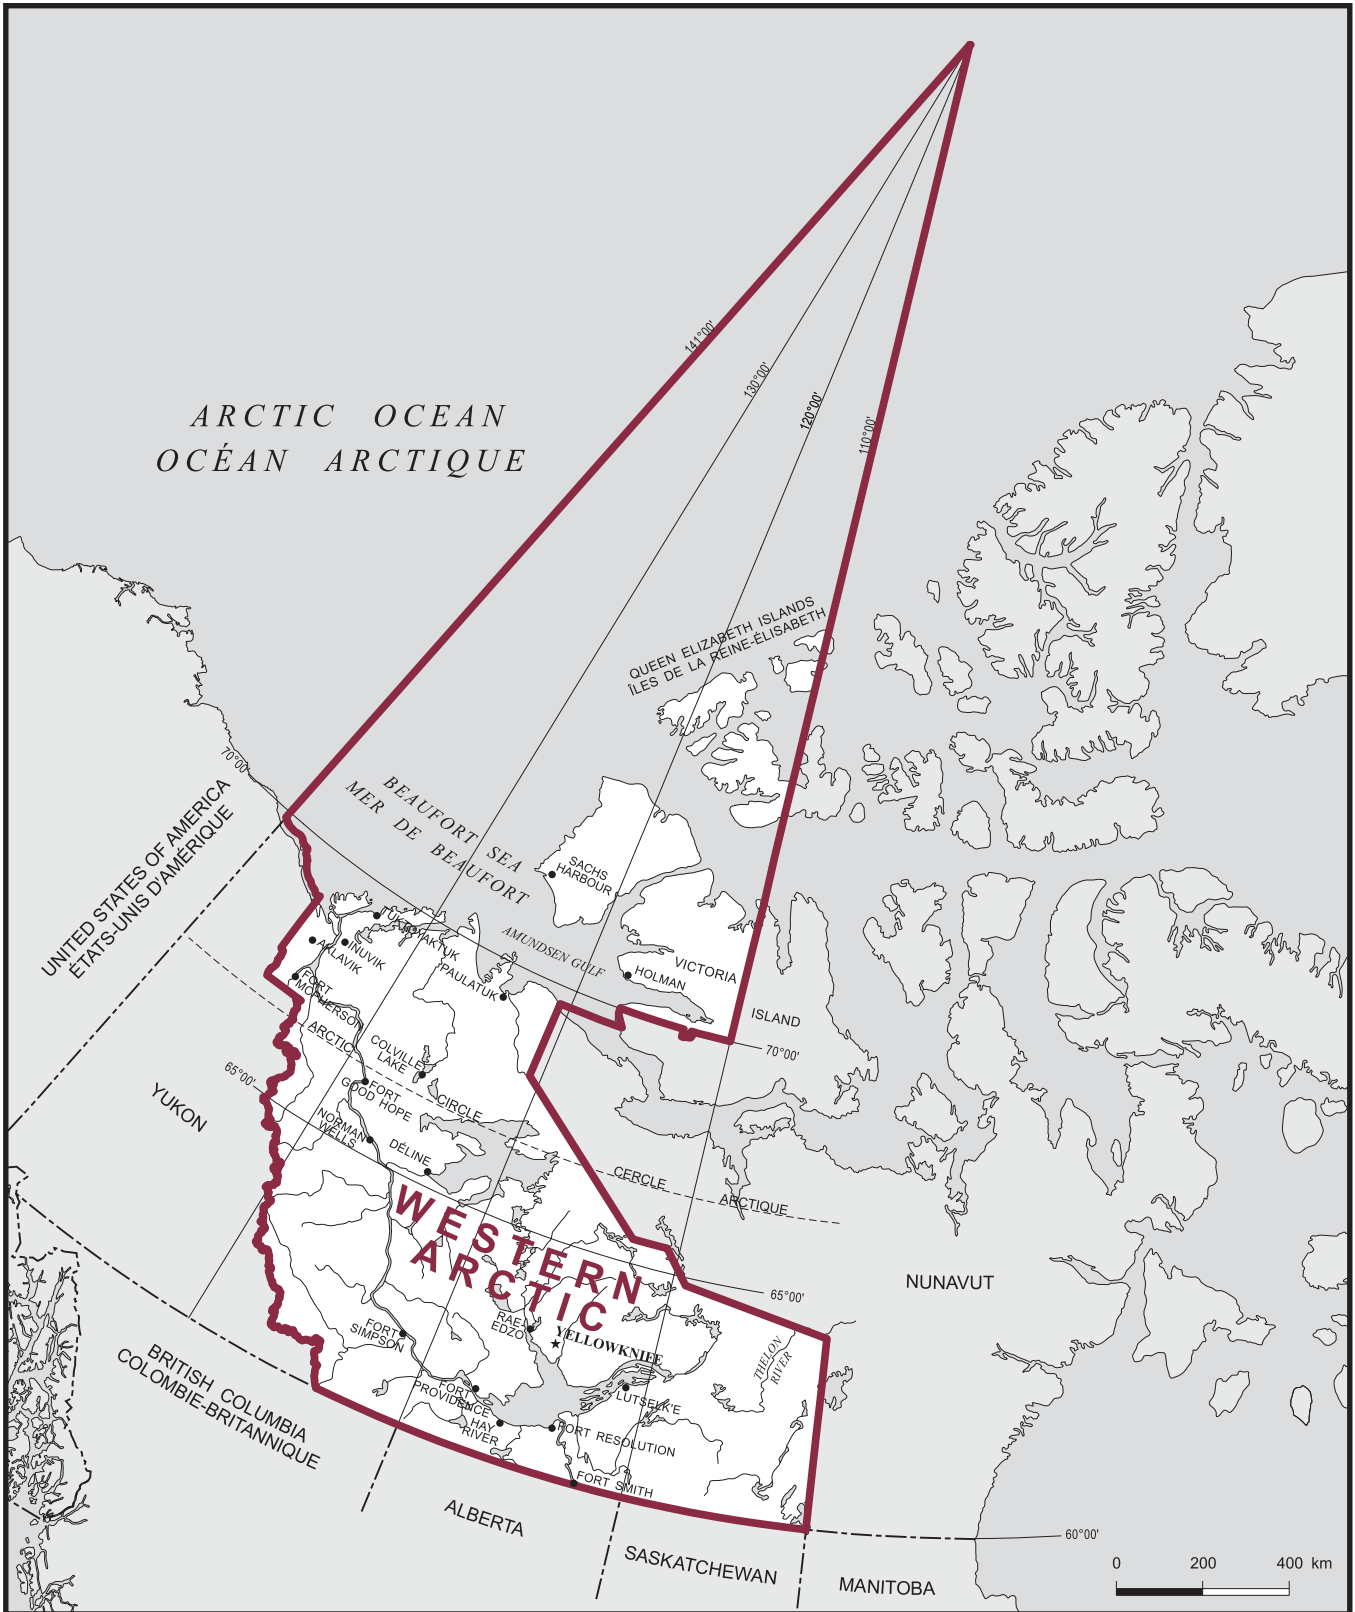 141°00'
130°00'
120°00'
110°00'
ARCTIC OCEAN
OCÉAN ARCTIQUE
QUEEN ELIZABETH ISLANDS
ÎLES DE LA REINE-ÉLISABETH
70°00'
BEAUFORT SEA
MER DE BEAUFORT
UNITED STATES OF AMERICA
ÉTATS-UNIS D'AMÉRIQUE
SACHS
HARBOUR
TUKTOYAKTUK
INUVIK
AKLAVIK
AMUNDSEN GULF
PAULATUK
HOLMAN
VICTORIA
ISLAND
FORT
MCPHERSON
70°00'
ARCTIC
CIRCLE
COLVILLE
LAKE
65°00'
YUKON
FORT
GOOD HOPE
NORMAN
WELLS
DÉLINE
CERCLE
ARCTIQUE
WESTERN
ARCTIC
NUNAVUT
65°00'
RAE-
EDZO
YELLOWKNIFE
FORT
SIMPSON
THELON
RIVER
BRITISH COLUMBIA
COLOMBIE-BRITANNIQUE
FORT
PROVIDENCE
LUTSELK'E
HAY
RIVER
FORT RESOLUTION
FORT SMITH
ALBERTA
SASKATCHEWAN
MANITOBA
60°00'
0 200 400 km